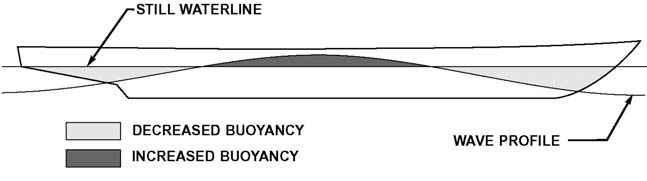 STILL WATERLINE
DECREASED BUOYANCY
INCREASED BUOYANCY
WAVE PROFILE